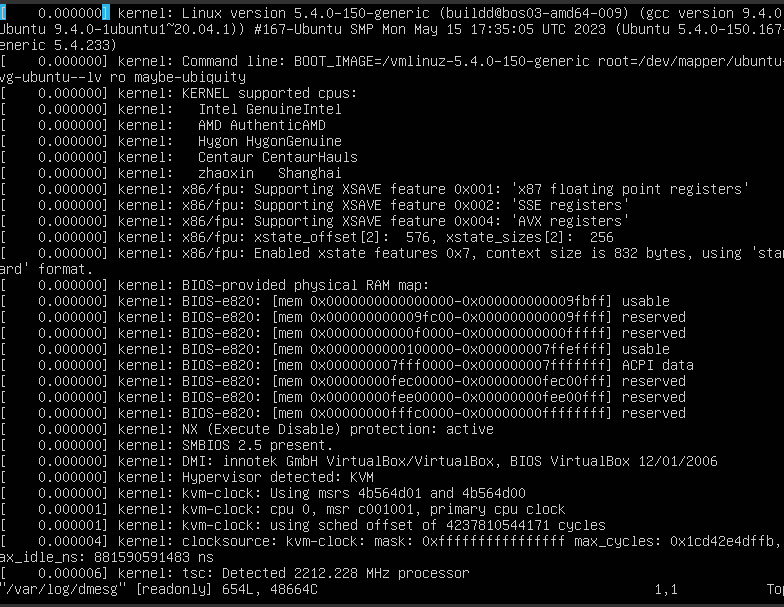 [    0.000000] kernel: Linux version 5.4.0-150-generic (buildd@bos03-amd64-009) (gcc version 9.4.0
Ubuntu 9.4.0-1ubuntu1~20.04.1)) #167-Ubuntu SMP Mon May 15 17:35:05 UTC 2023 (Ubuntu 5.4.0-150.167-
eneric 5.4.233)
[    0.000000] kernel: Command line: BOOT_IMAGE=/vmlinuz-5.4.0-150-generic root=/dev/mapper/ubuntu-
vg-ubuntu--lv ro maybe-ubiquity
[    0.000000] kernel: KERNEL supported cpus:
[    0.000000] kernel:   Intel GenuineIntel
[    0.000000] kernel:   AMD AuthenticAMD
[    0.000000] kernel:   Hygon HygonGenuine
[    0.000000] kernel:   Centaur CentaurHauls
[    0.000000] kernel:   zhaoxin   Shanghai
[    0.000000] kernel: x86/fpu: Supporting XSAVE feature 0x001: 'x87 floating point registers'
[    0.000000] kernel: x86/fpu: Supporting XSAVE feature 0x002: 'SSE registers'
[    0.000000] kernel: x86/fpu: Supporting XSAVE feature 0x004: 'AVX registers'
[    0.000000] kernel: x86/fpu: xstate_offset[2]:  576, xstate_sizes[2]:  256
[    0.000000] kernel: x86/fpu: Enabled xstate features 0x7, context size is 832 bytes, using 'stan
ard' format.
[    0.000000] kernel: BIOS-provided physical RAM map:
[    0.000000] kernel: BIOS-e820: [mem 0x0000000000000000-0x000000000009fbff] usable
[    0.000000] kernel: BIOS-e820: [mem 0x000000000009fc00-0x000000000009ffff] reserved
[    0.000000] kernel: BIOS-e820: [mem 0x00000000000f0000-0x00000000000fffff] reserved
[    0.000000] kernel: BIOS-e820: [mem 0x0000000000100000-0x000000007ffeffff] usable
[    0.000000] kernel: BIOS-e820: [mem 0x000000007fff0000-0x000000007fffffff] ACPI data
[    0.000000] kernel: BIOS-e820: [mem 0x00000000fec00000-0x00000000fec00fff] reserved
[    0.000000] kernel: BIOS-e820: [mem 0x00000000fee00000-0x00000000fee00fff] reserved
[    0.000000] kernel: BIOS-e820: [mem 0x00000000fffc0000-0x00000000ffffffff] reserved
[    0.000000] kernel: NX (Execute Disable) protection: active
[    0.000000] kernel: SMBIOS 2.5 present.
[    0.000000] kernel: DMI: innotek GmbH VirtualBox/VirtualBox, BIOS VirtualBox 12/01/2006
[    0.000000] kernel: Hypervisor detected: KVM
[    0.000000] kernel: kvm-clock: Using msrs 4b564d01 and 4b564d00
[    0.000001] kernel: kvm-clock: cpu 0, msr c001001, primary cpu clock
[    0.000001] kernel: kvm-clock: using sched offset of 4237810544171 cycles
[    0.000004] kernel: clocksource: kvm-clock: mask: 0xffffffffffffffff max_cycles: 0x1cd42e4dffb,
ax_idle_ns: 881590591483 ns
[    0.000006] kernel: tsc: Detected 2212.228 MHz processor
"/var/log/dmesg" [readonly] 654L, 48664C                                          1,1           Top